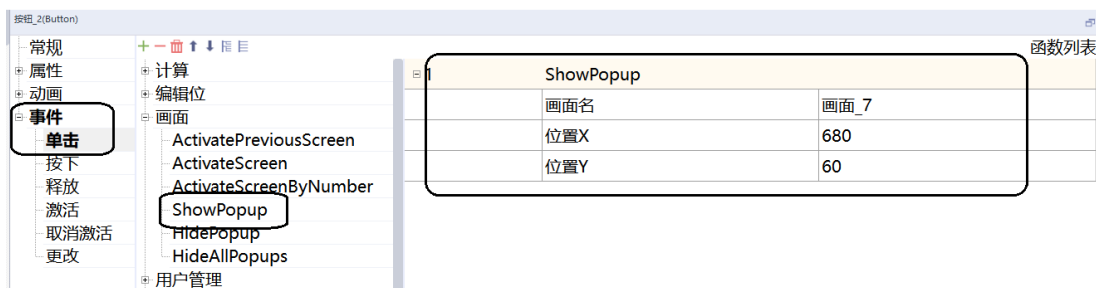 按钮_2(Button)
常规
属性
动画
事件
单击
按下
释放
激活
取消激活
更改
计算
编辑位
画面
ActivatePreviousScreen
ActivateScreen
ActivateScreenByNumber
ShowPopup
HidePopup
HideAllPopups
用户管理
函数列表
1 ShowPopup
画面名 画面_7
位置X 680
位置Y 60